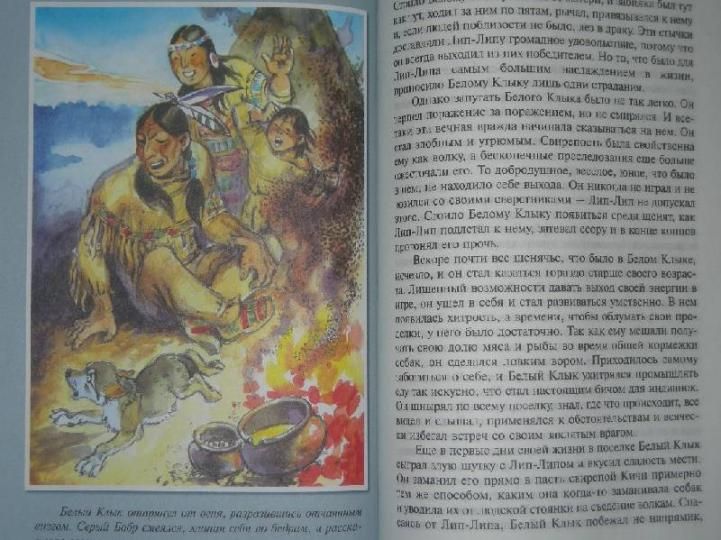 Белый Клык отпрянул от огня, разразившись отчаянным
визгом. Серый Бобр смеялся, хлопая себя по бедрам, и расска-
как тут, ходил за ним по пятам, рычал, привязывался к нему
и, если людей поблизости не было, лез в драку. Эти стычки
доставляли Лип-Липу громадное удовольствие, потому что
он всегда выходил из них победителем. Но то, что было для
Лип-Липа самым большим наслаждением в жизни,
приносило Белому Клыку лишь одни страдания.
Однако запугать Белого Клыка было не так легко. Он
терпел поражение за поражением, но не смирялся. И все-
таки эта вечная вражда начинала сказываться на нем. Он
стал злобным и угрюмым. Свирепость была свойственна
ему как волку, а бесконечные преследования еще больше
ожесточали его. То добродушное, веселое, юное, что было
в нем, не находило себе выхода. Он никогда не играл и не
возился со своими сверстниками — Лип-Лип не допускал
этого. Стоило Белому Клыку появиться среди щенят, как
Лип-Лип подлетал к нему, затевал ссору и в конце концов
прогонял его прочь.
Вскоре почти все щенячье, что было в Белом Клыке,
исчезло, и он стал казаться гораздо старше своего возрас-
та. Лишенный возможности давать выход своей энергии в
игре, он ушел в себя и стал развиваться умственно. В нем
появилась хитрость, а времени, чтобы обдумать свои про-
делки, у него было достаточно. Так как ему мешали полу-
чать свою долю мяса и рыбы во время общей кормежки
собак, он сделался ловким вором. Приходилось самому
заботиться о себе, и Белый Клык ухитрялся промышлять
еду так искусно, что стал настоящим бичом для индианок.
Он шнырял по всему поселку, знал, где что происходит, все
видел и слышал, применялся к обстоятельствам и всячес-
ки избегал встреч со своим заклятым врагом.
Еще в первые дни своей жизни в поселке Белый Клык
сыграл злую шутку с Лип-Липом и вкусил сладость мести.
Он заманил его прямо в пасть свирепой Кичи примерно
тем же способом, каким она когда-то заманивала собак
и уводила их от людской стоянки на съедение волкам. Спа-
саясь от Лип-Липа, Белый Клык побежал не напрямик,